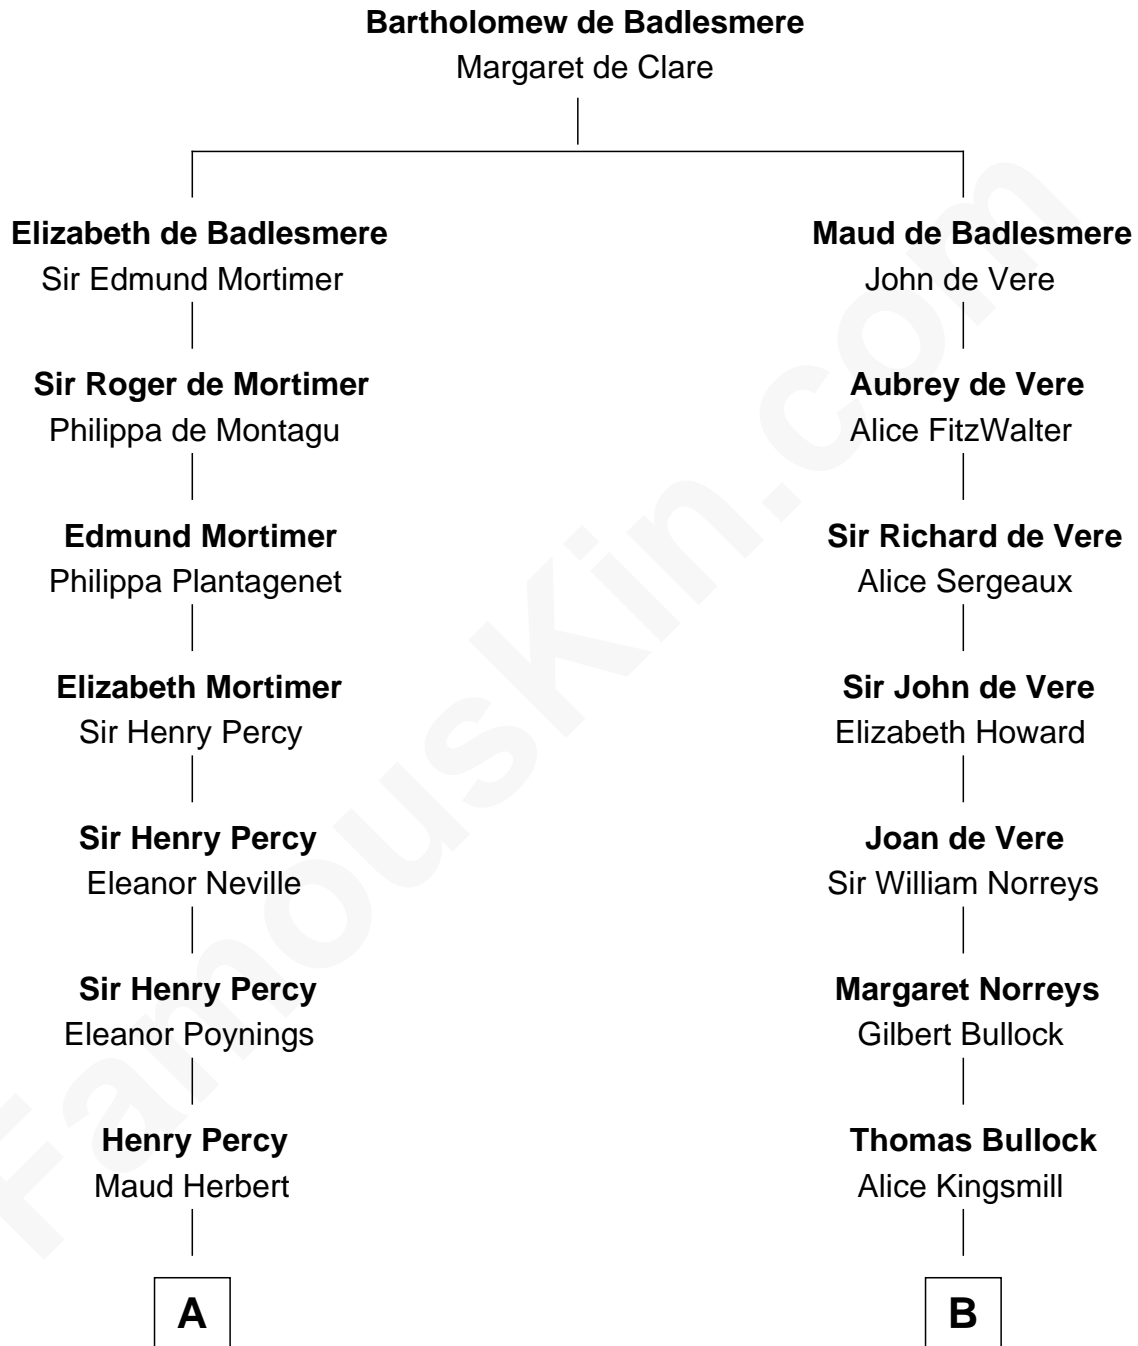 Bartholomew de Badlesmere
Margaret de Clare
Elizabeth de Badlesmere
Sir Edmund Mortimer
Maud de Badlesmere
John de Vere
Sir Roger de Mortimer
Philippa de Montagu
Aubrey de Vere
Alice FitzWalter
Edmund Mortimer
Philippa Plantagenet
Sir Richard de Vere
Alice Sergeaux
Elizabeth Mortimer
Sir Henry Percy
Sir John de Vere
Elizabeth Howard
Sir Henry Percy
Eleanor Neville
Joan de Vere
Sir William Norreys
Sir Henry Percy
Eleanor Poynings
Margaret Norreys
Gilbert Bullock
Henry Percy
Maud Herbert
Thomas Bullock
Alice Kingsmill
A
B
FamousKin.com